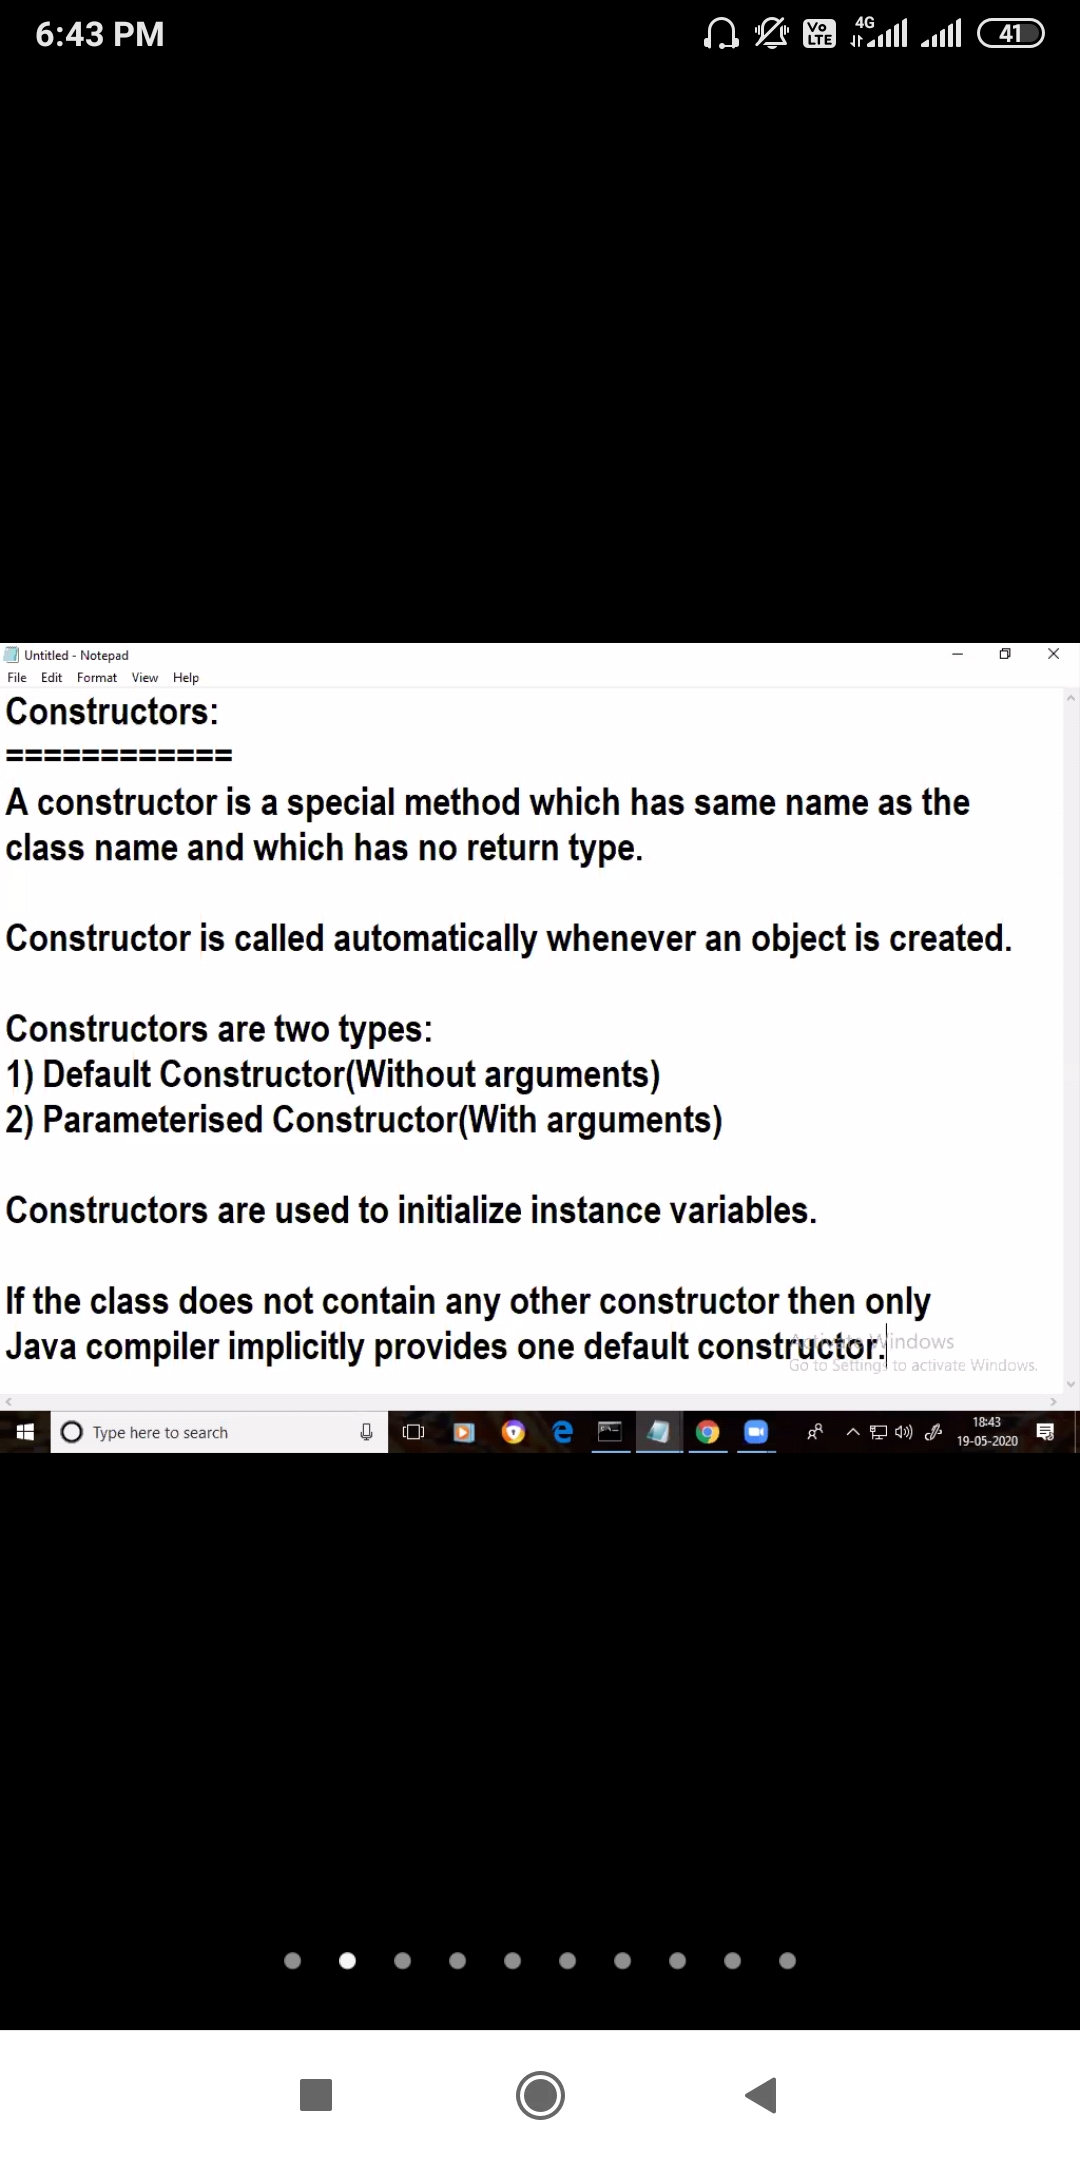 6:43 PM
Vo LTE
4G
41
Untitled - Notepad
File Edit Format View Help
Constructors:
============
A constructor is a special method which has same name as the
class name and which has no return type.
Constructor is called automatically whenever an object is created.
Constructors are two types:
1) Default Constructor(Without arguments)
2) Parameterised Constructor(With arguments)
Constructors are used to initialize instance variables.
If the class does not contain any other constructor then only
Java compiler implicitly provides one default constructor.
Activate Windows
Go to Settings to activate Windows.
Type here to search
18:43
19-05-2020